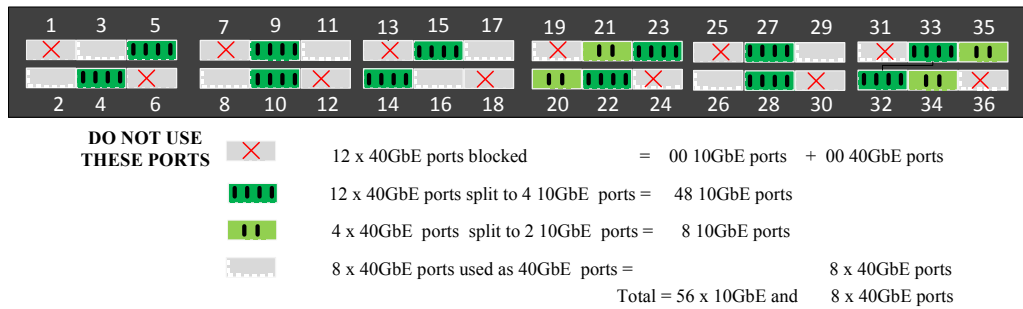 1 3 5 7 9 11 13 15 17 19 21 23 25 27 29 31 33 35
2 4 6 8 10 12 14 16 18 20 22 24 26 28 30 32 34 36
DO NOT USE
THESE PORTS
12 x 40GbE ports blocked = 00 10GbE ports + 00 40GbE ports
12 x 40GbE ports split to 4 10GbE ports = 48 10GbE ports
4 x 40GbE ports split to 2 10GbE ports = 8 10GbE ports
8 x 40GbE ports used as 40GbE ports = 8 x 40GbE ports
Total = 56 x 10GbE and 8 x 40GbE ports